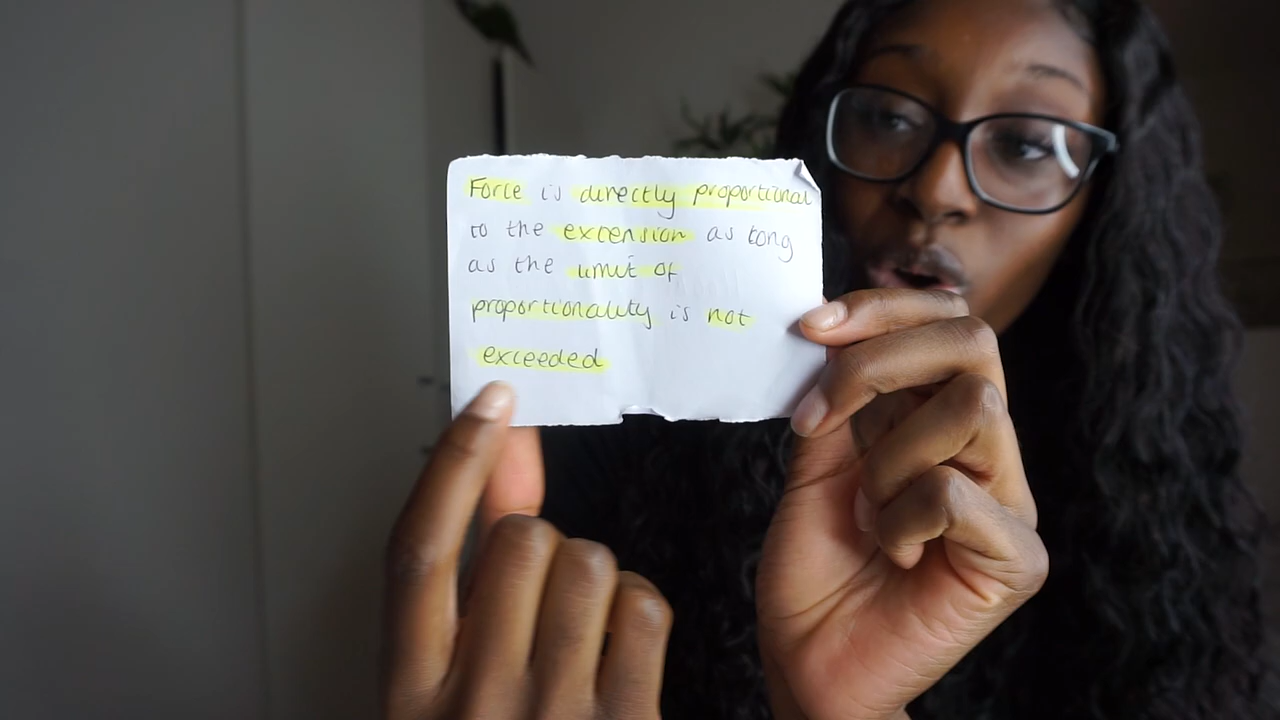 Force is directly proportional
to the extension as long
as the limit of
proportionality is not
exceeded